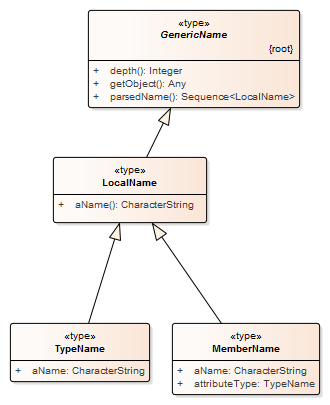 «type»
GenericName
{root}
+ depth(): Integer
+ getObject(): Any
+ parsedName(): Sequence<LocalName>
«type»
LocalName
+ aName(): CharacterString
«type»
TypeName
+ aName: CharacterString
«type»
MemberName
+ aName: CharacterString
+ attributeType: TypeName